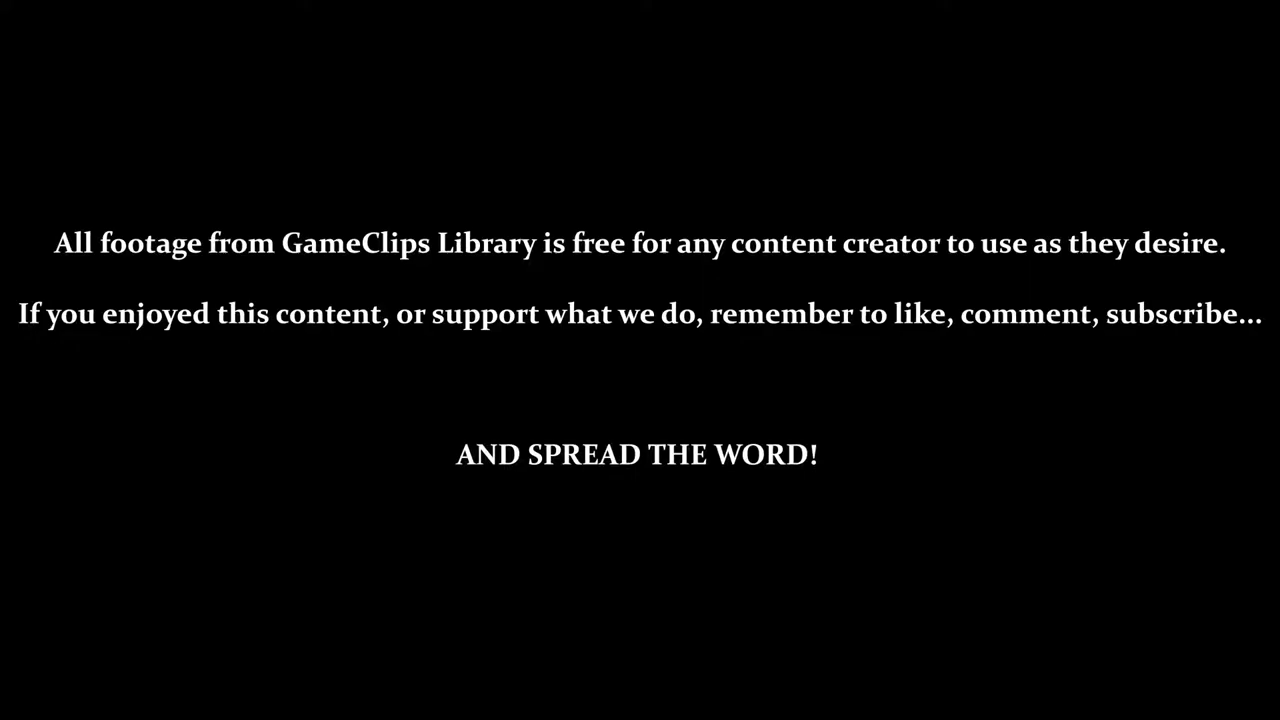 All footage from GameClips Library is free for any content creator to use as they desire.
If you enjoyed this content, or support what we do, remember to like, comment, subscribe...
AND SPREAD THE WORD!